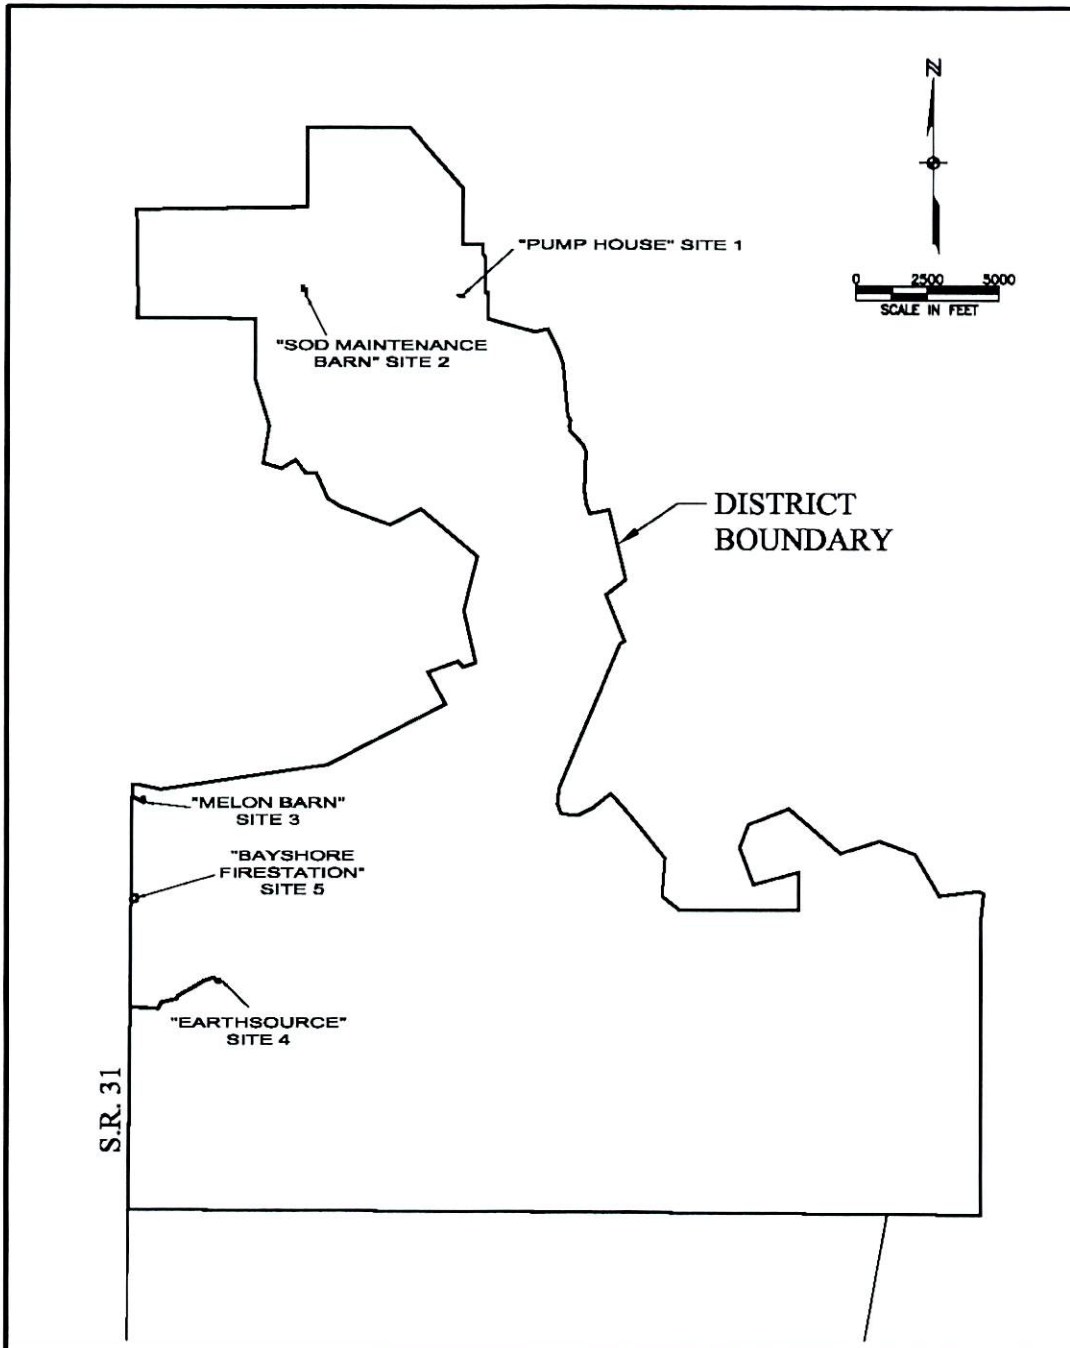 N
"PUMP HOUSE" SITE 1
0 2500 5000
SCALE IN FEET
"SOD MAINTENANCE
BARN" SITE 2
DISTRICT
BOUNDARY
"MELON BARN"
SITE 3
"BAYSHORE
FIRESTATION"
SITE 5
"EARTHSOURCE"
SITE 4
S.R. 31